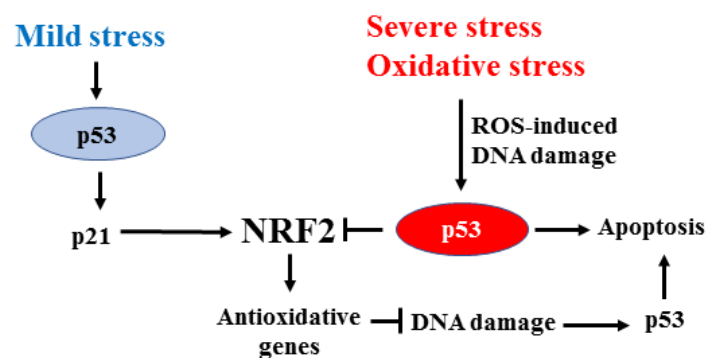 Mild stress
Severe stress
Oxidative stress
p53
ROS-induced
DNA damage
p21
NRF2
p53
Apoptosis
Antioxidative
genes
DNA damage
p53